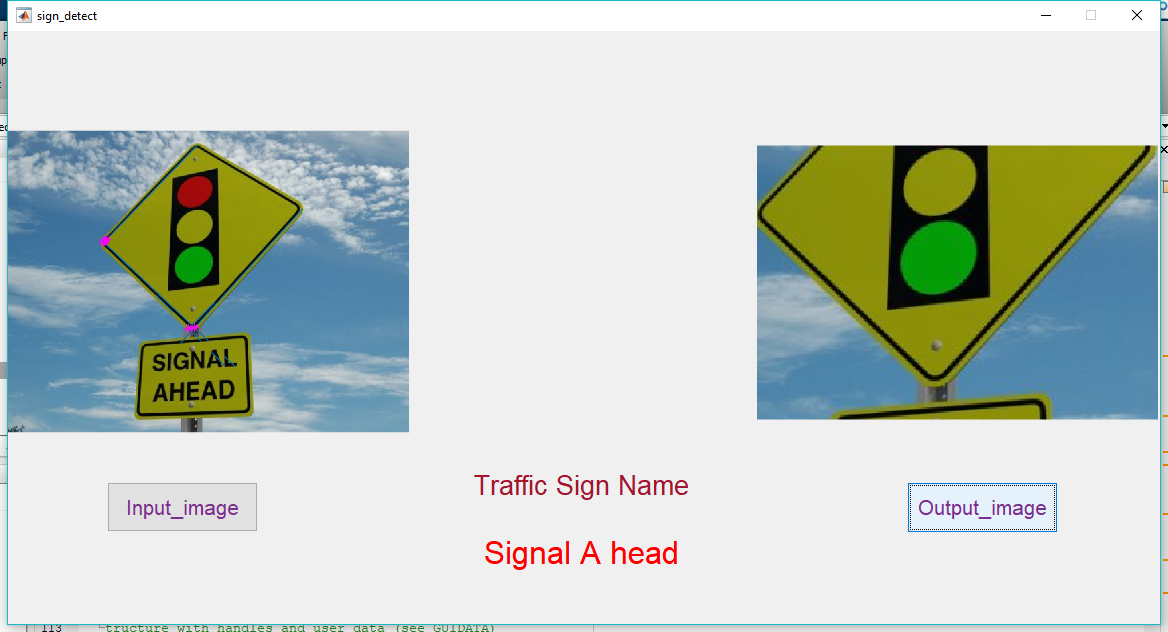 sign_detect
SIGNAL
AHEAD
Traffic Sign Name
Input_image
Output_image
Signal A head
113
tructure with handles and user data (see GUIDATA)